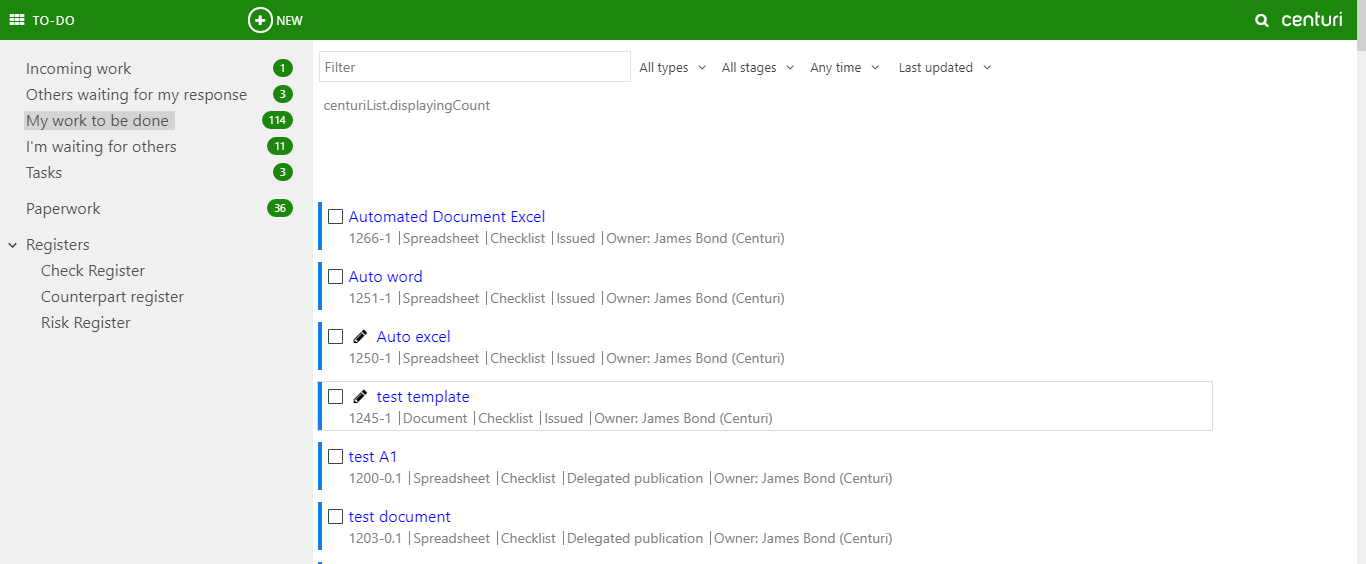 TO-DO
NEW
centuri
Incoming work 1
Others waiting for my response 3
My work to be done 114
I'm waiting for others 11
Tasks 3
Paperwork 36
Registers
Check Register
Counterpart register
Risk Register
Filter
All types
All stages
Any time
Last updated
centuriList.displayingCount
Automated Document Excel
1266-1 |Spreadsheet |Checklist |Issued |Owner: James Bond (Centuri)
Auto word
1251-1 |Spreadsheet |Checklist |Issued |Owner: James Bond (Centuri)
Auto excel
1250-1 |Spreadsheet |Checklist |Issued |Owner: James Bond (Centuri)
test template
1245-1 |Document |Checklist |Issued |Owner: James Bond (Centuri)
test A1
1200-0.1 |Spreadsheet |Checklist |Delegated publication |Owner: James Bond (Centuri)
test document
1203-0.1 |Spreadsheet |Checklist |Delegated publication |Owner: James Bond (Centuri)